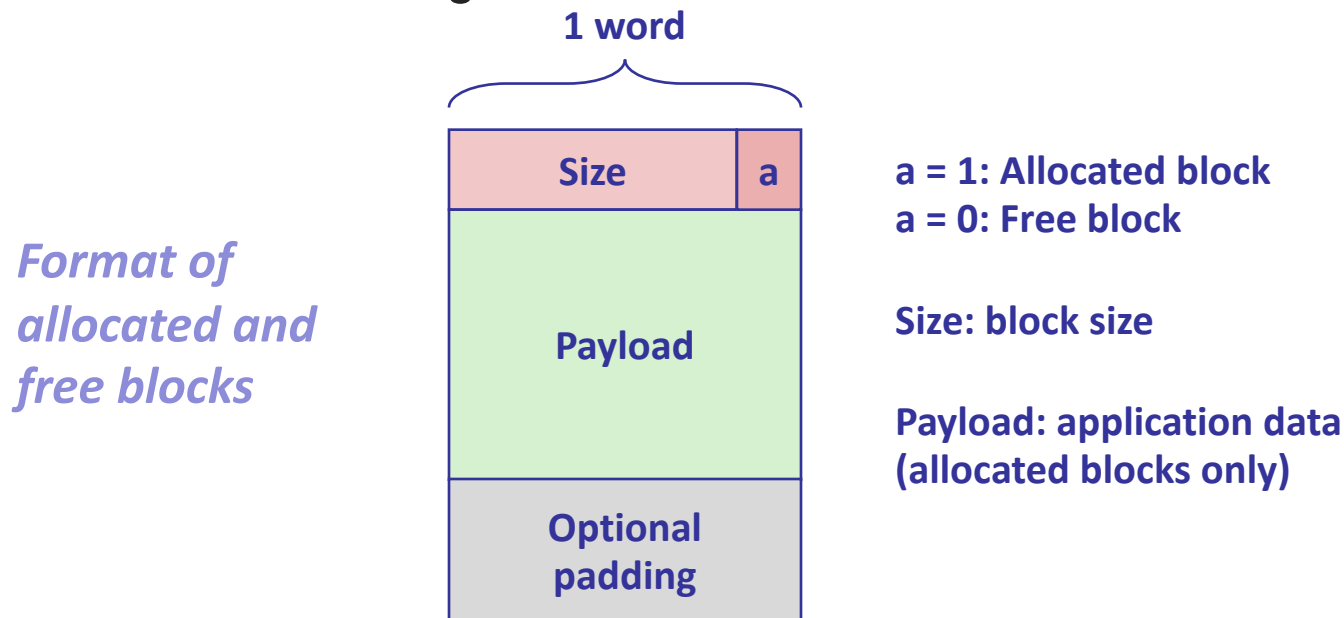 1 word
Size a
a = 1: Allocated block
a = 0: Free block
Format of
allocated and
free blocks
Payload
Size: block size
Payload: application data
(allocated blocks only)
Optional
padding